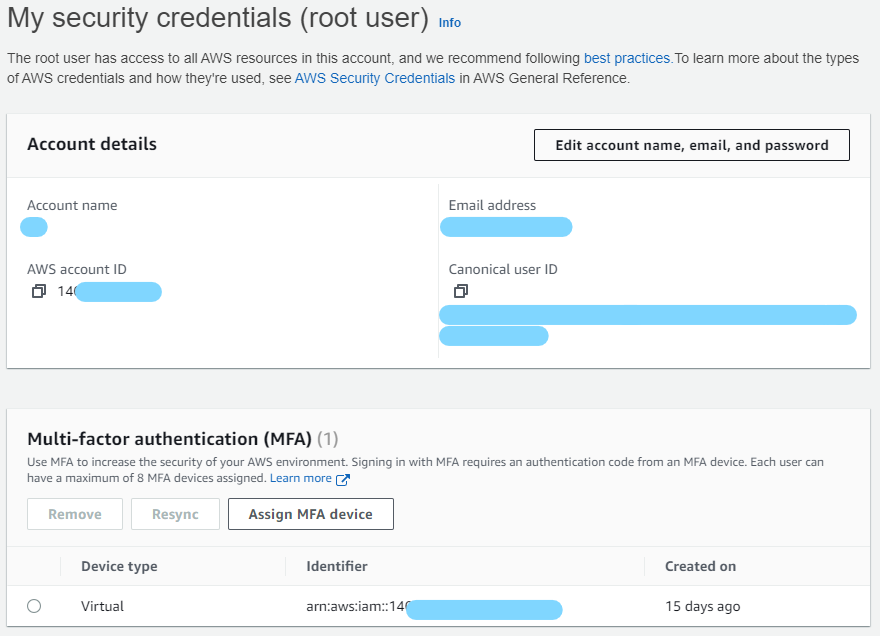 My security credentials (root user) Info
The root user has access to all AWS resources in this account, and we recommend following best practices.To learn more about the types
of AWS credentials and how they're used, see AWS Security Credentials in AWS General Reference.
Account details
Edit account name, email, and password
Account name
Email address
AWS account ID
Canonical user ID
14
Multi-factor authentication (MFA) (1)
Use MFA to increase the security of your AWS environment. Signing in with MFA requires an authentication code from an MFA device. Each user can
have a maximum of 8 MFA devices assigned. Learn more
Remove Resync Assign MFA device
Device type Identifier Created on
Virtual arn:aws:iam::14 15 days ago